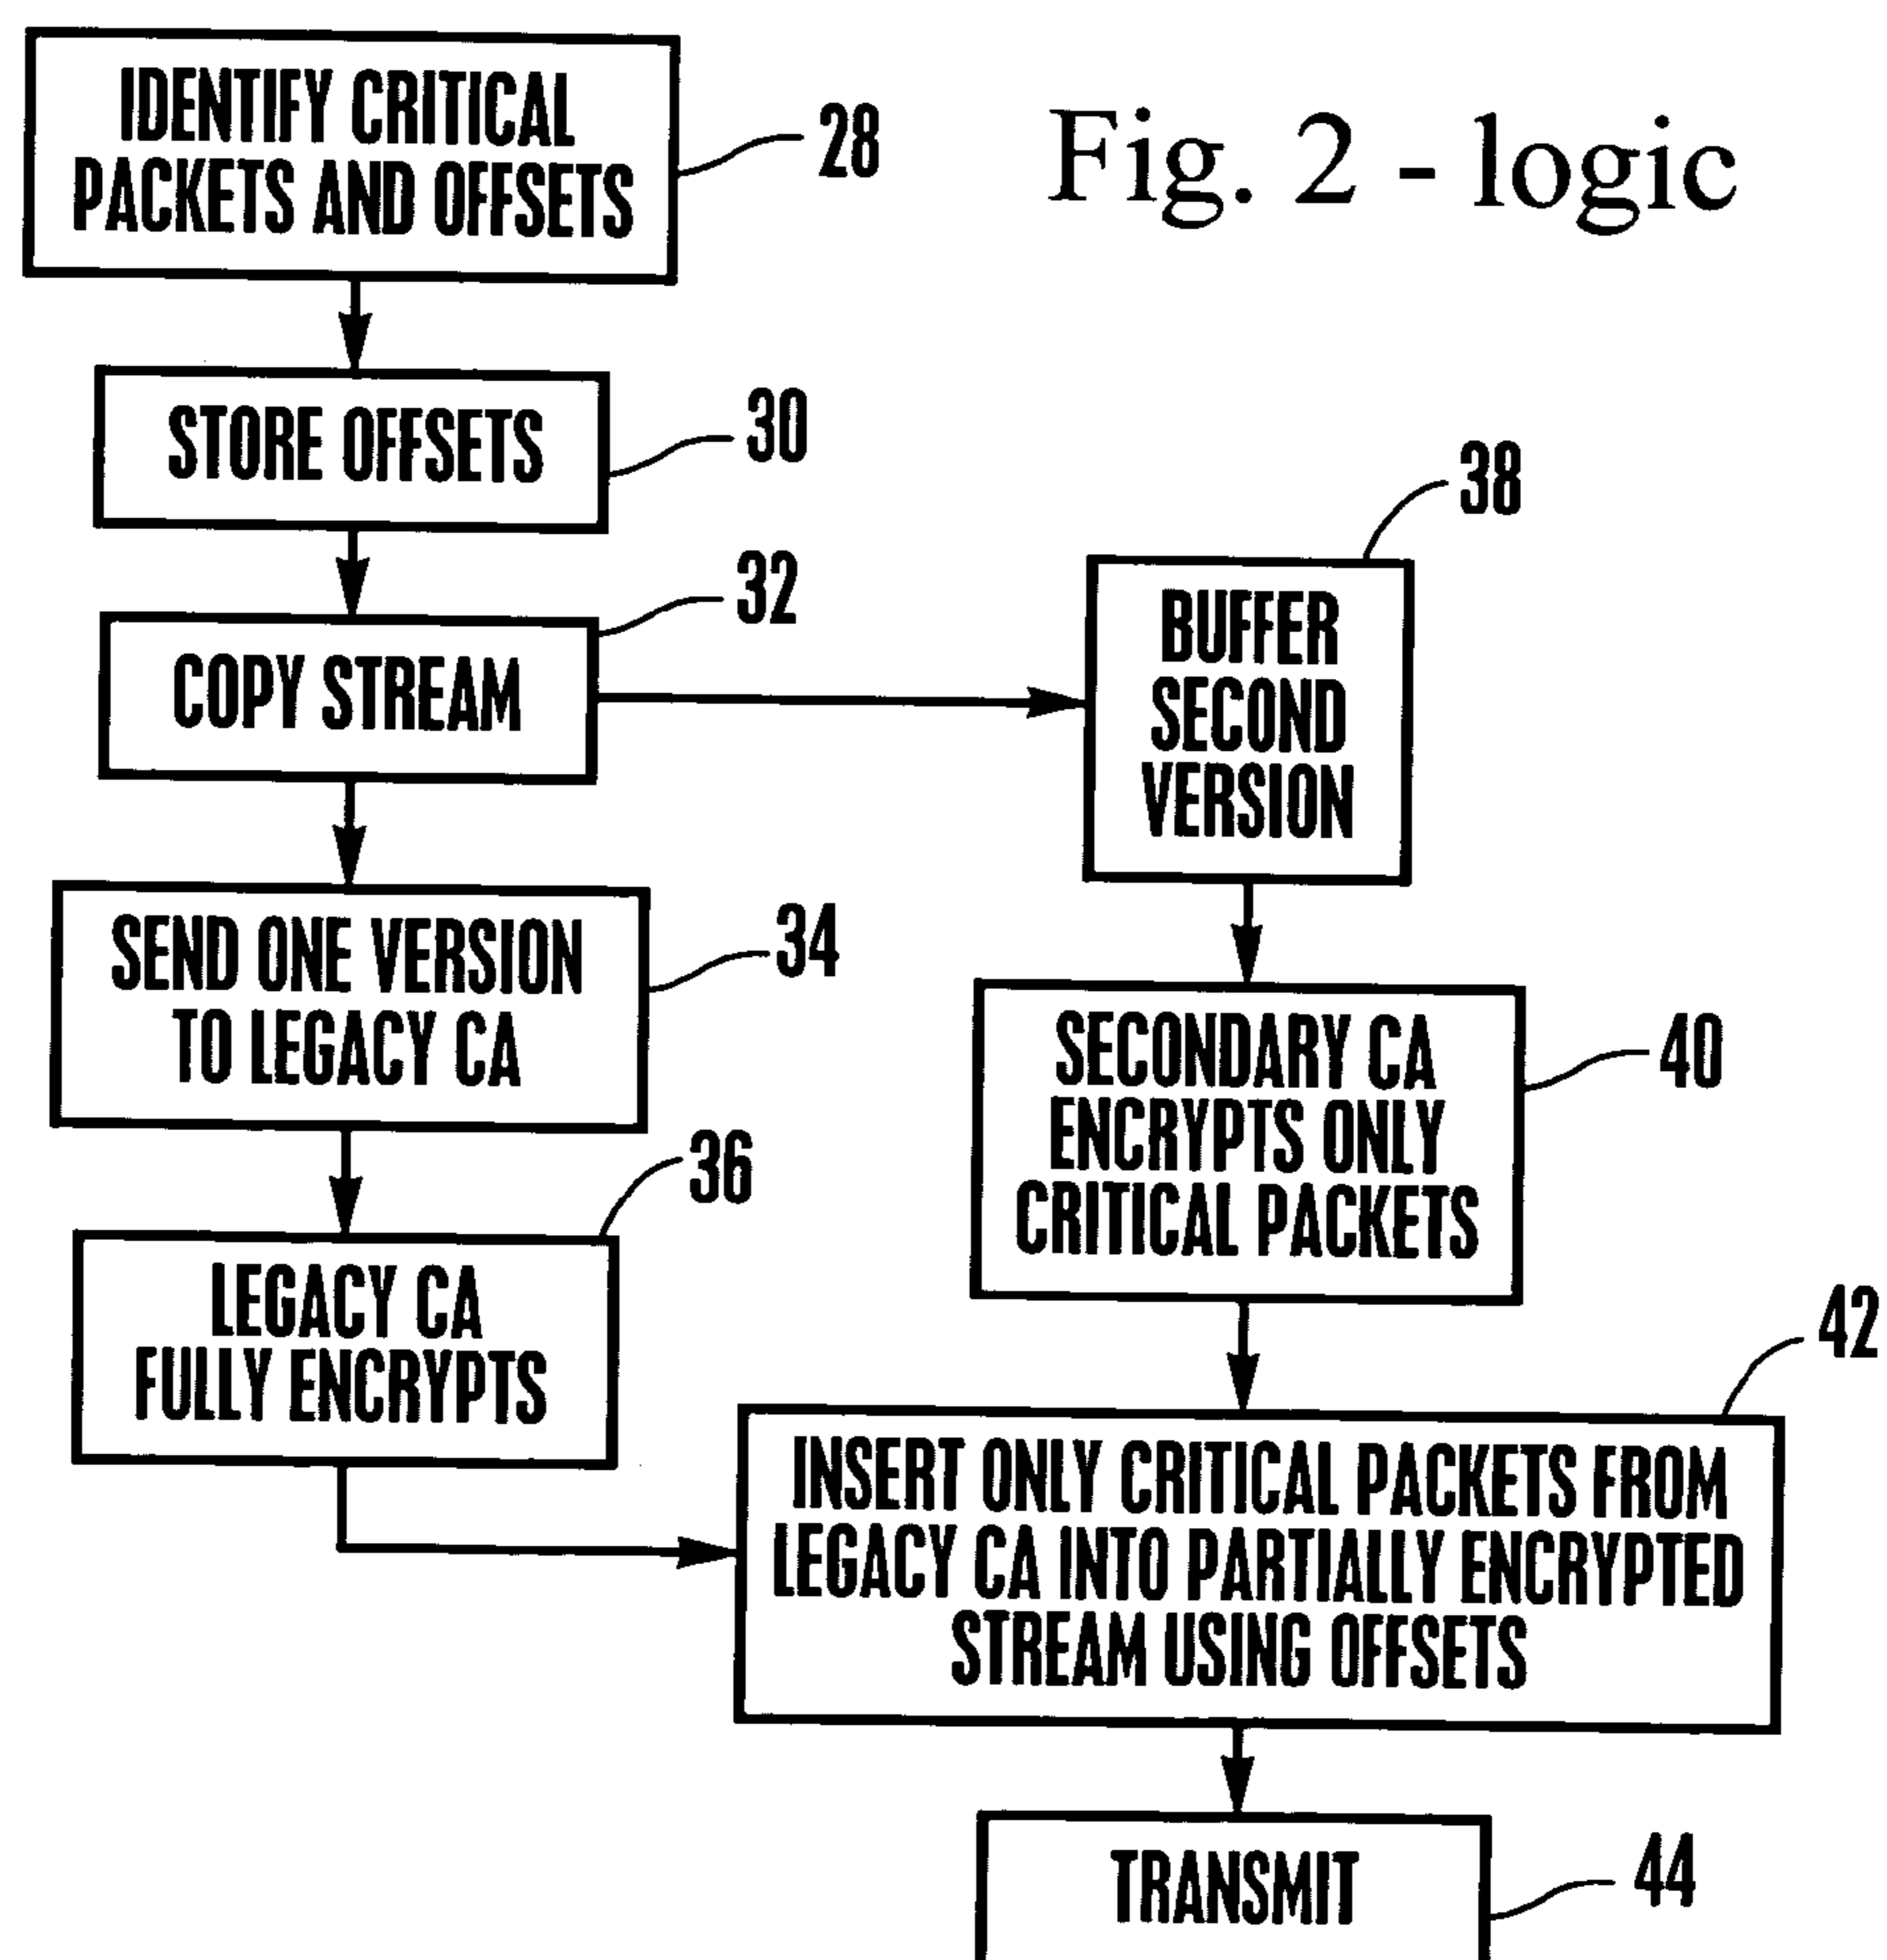 IDENTIFY CRITICAL
PACKETS AND OFFSETS
28
Fig. 2 - logic
STORE OFFSETS
30
COPY STREAM
32
38
BUFFER
SECOND
VERSION
SEND ONE VERSION
TO LEGACY CA
34
SECONDARY CA
ENCRYPTS ONLY
CRITICAL PACKETS
40
36
LEGACY CA
FULLY ENCRYPTS
42
INSERT ONLY CRITICAL PACKETS FROM
LEGACY CA INTO PARTIALLY ENCRYPTED
STREAM USING OFFSETS
TRANSMIT
44